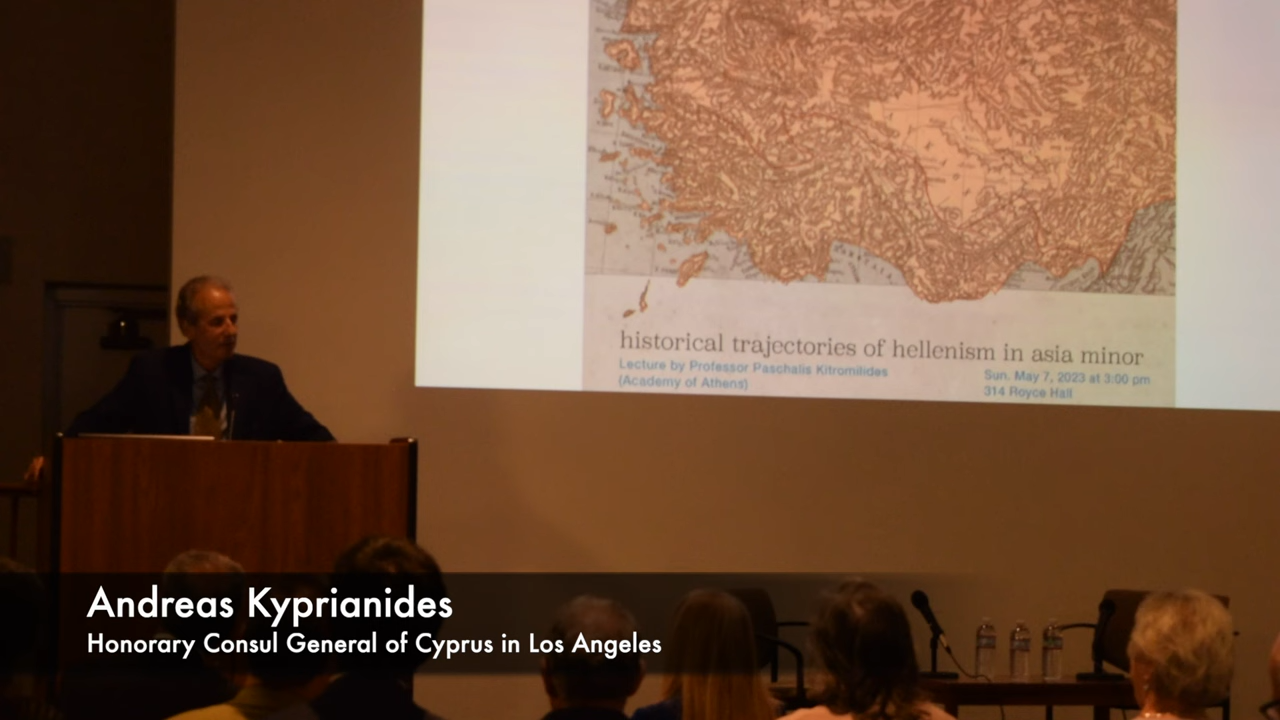 historical trajectories of hellenism in asia minor
Lecture by Professor Paschalis Kitromilides
(Academy of Athens)
Sun. May 7, 2023 at 3:00 pm
314 Royce Hall
Andreas Kyprianides
Honorary Consul General of Cyprus in Los Angeles